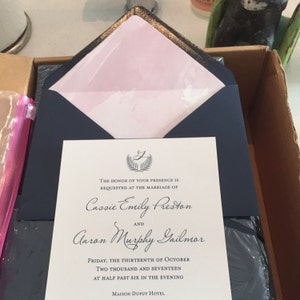 The honor of your presence is
requested at the marriage of
Cassie Emily Preston
and
Aaron Murphy Gailmor
Friday, the thirteenth of October
Two thousand and seventeen
at half past six in the evening
Maison Dupuy Hotel